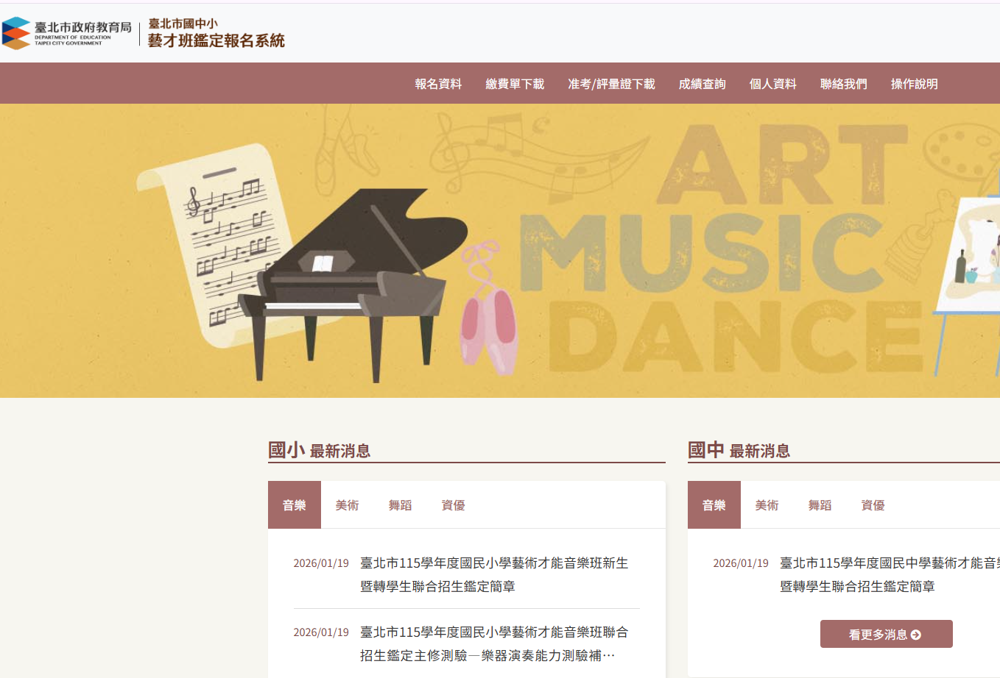 臺北市政府教育局
DEPARTMENT OF EDUCATION
TAIPEI CITY GOVERNMENT
臺北市國中小
藝才班鑑定報名系統
報名資料 繳費單下載 准考/評量證下載 成績查詢 個人資料 聯絡我們 操作說明
ART
MUSIC
DANCE
國小 最新消息
音樂 美術 舞蹈 資優
2026/01/19 臺北市115學年度國民小學藝術才能音樂班新生
暨轉學生聯合招生鑑定簡章
2026/01/19 臺北市115學年度國民小學藝術才能音樂班聯合
招生鑑定主修測驗—樂器演奏能力測驗補…
國中 最新消息
音樂 美術 舞蹈 資優
2026/01/19 臺北市115學年度國民中學藝術才能音
暨轉學生聯合招生鑑定簡章
看更多消息